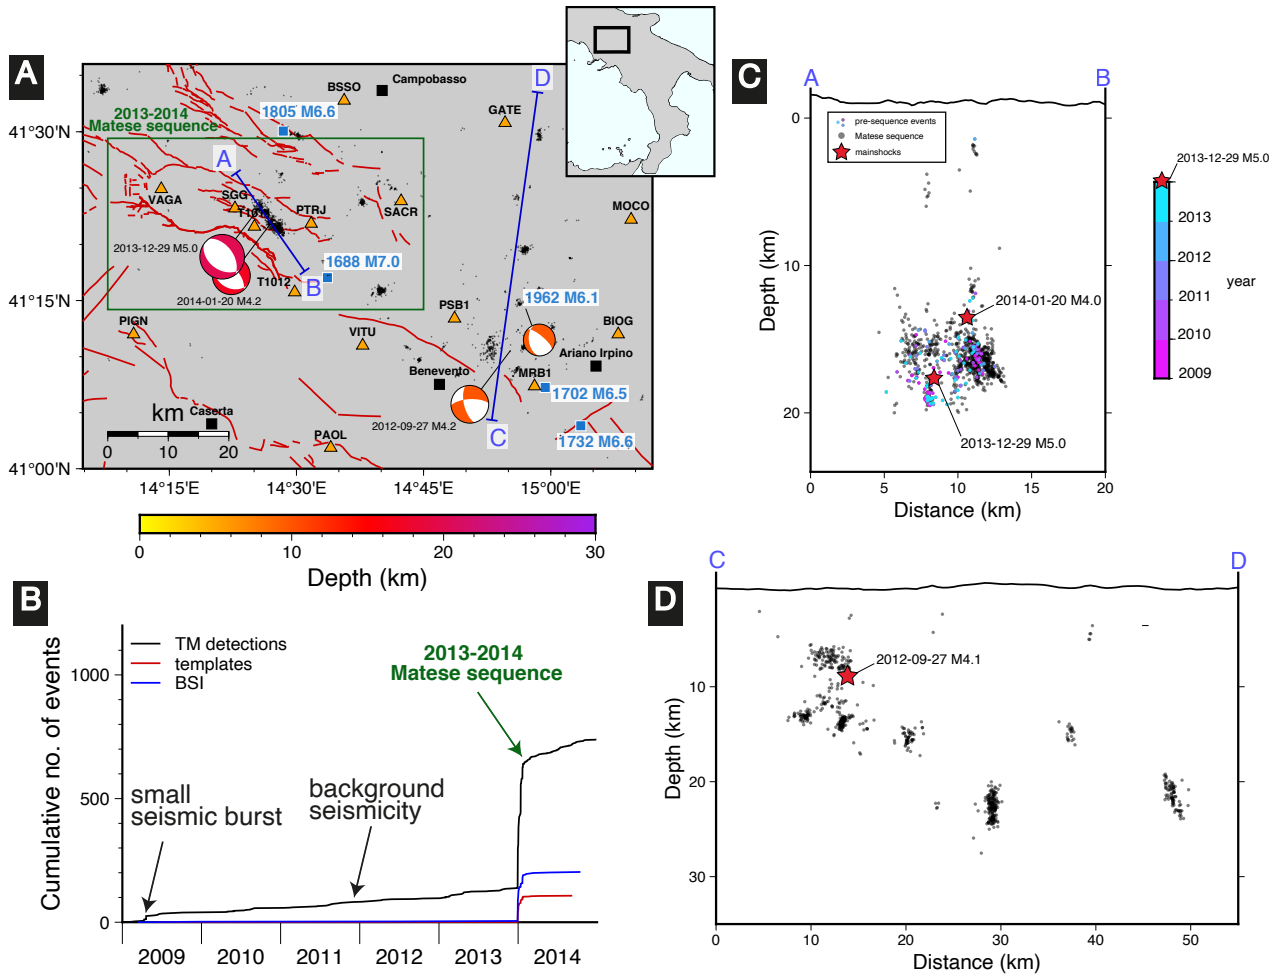 A
BSSO
Campobasso
D
2013-2014
Matese sequence
1805 M6.6
GATE
41°30'N
A
VAGA
SGG
PTRJ
SACR
MOCO
2013-12-29 M5.0
1688 M7.0
T1012
B
2014-01-20 M4.2
41°15'N
1962 M6.1
PIGN
PSB1
BIOG
VITU
Ariano Irpino
Benevento
MRB1
1702 M6.5
km
Caserta
2012-09-27 M4.2
C
1732 M6.6
0 10 20
PAOL
41°00'N
14°15'E 14°30'E 14°45'E 15°00'E
0 10 20 30
Depth (km)
B
Cumulative no. of events
1000
500
0
TM detections
templates
BSI
2013-2014
Matese sequence
small
seismic burst
background
seismicity
2009 2010 2011 2012 2013 2014
C
A B
pre-sequence events
Matese sequence
mainshocks
Depth (km)
0
10
20
2014-01-20 M4.0
2013-12-29 M5.0
0 5 10 15 20
Distance (km)
2013-12-29 M5.0
2013
2012
2011
2010
2009
year
D
C D
2012-09-27 M4.1
Depth (km)
10
20
30
0 10 20 30 40 50
Distance (km)